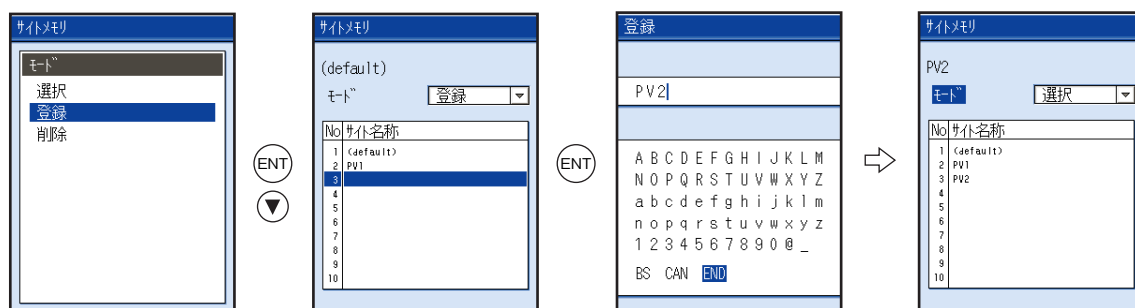 サイトメモリ
モード
選択
登録
削除
ENT
▼
サイトメモリ
(default)
モード 登録
No サイト名称
1 (default)
2 PV1
3
4
5
6
7
8
9
10
ENT
登録
PV2
A B C D E F G H I J K L M
N O P Q R S T U V W X Y Z
a b c d e f g h i j k l m
n o p q r s t u v w x y z
1 2 3 4 5 6 7 8 9 0 @ _
BS CAN END
サイトメモリ
PV2
モード 選択
No サイト名称
1 (default)
2 PV1
3 PV2
4
5
6
7
8
9
10